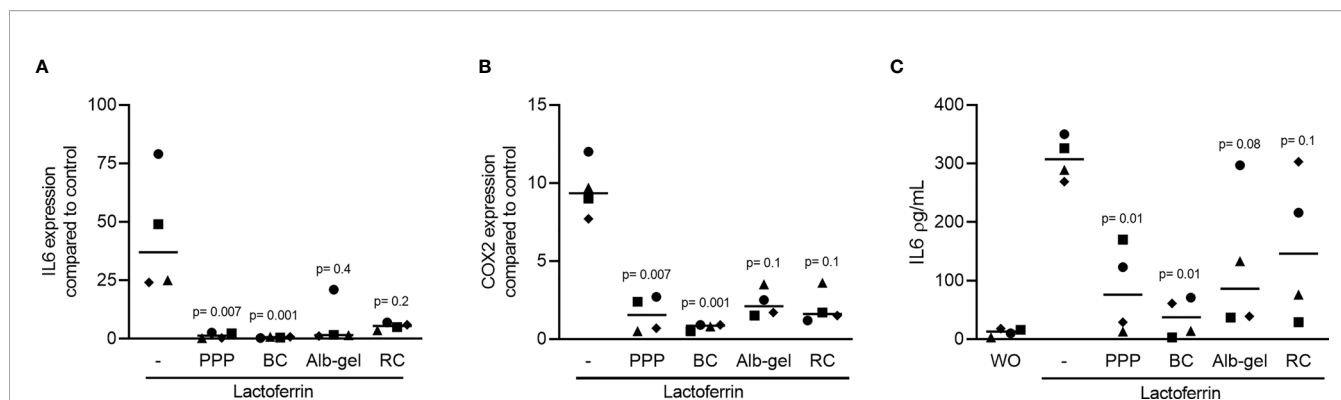 A
IL6 expression
compared to control
100
75
50
25
0
p= 0.007
p= 0.001
p= 0.4
p= 0.2
- PPP BC Alb-gel RC
Lactoferrin
B
COX2 expression
compared to control
15
10
5
0
p= 0.007
p= 0.001
p= 0.1
p= 0.1
- PPP BC Alb-gel RC
Lactoferrin
C
IL6 ρg/mL
400
300
200
100
0
p= 0.01
p= 0.01
p= 0.08
p= 0.1
WO - PPP BC Alb-gel RC
Lactoferrin